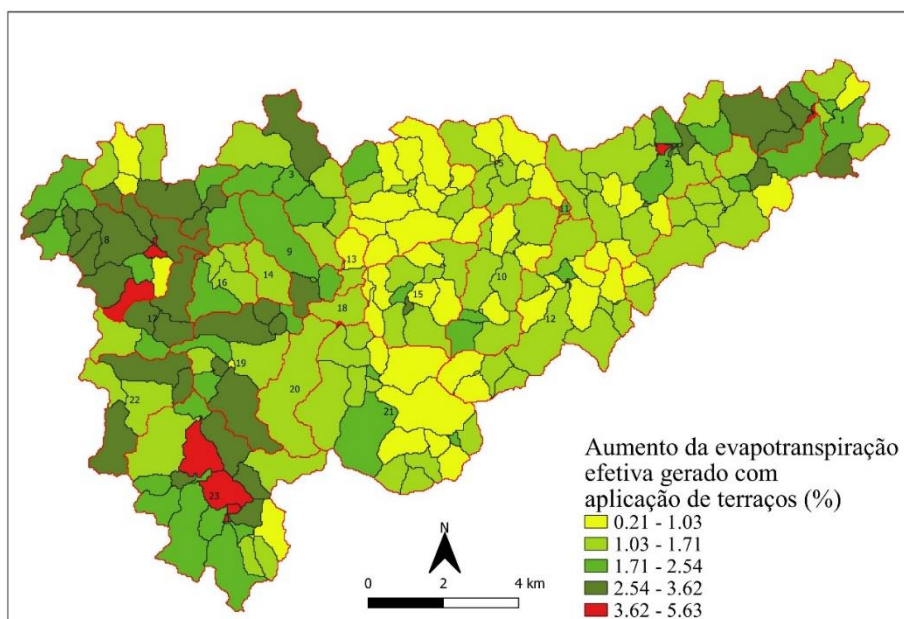 1
2
3
5
6
7
8
9
11
13
14
10
16
15
18
12
17
19
20
22
21
23
N
0 2 4 km
Aumento da evapotranspiração
efetiva gerado com
aplicação de terraços (%)
0.21 - 1.03
1.03 - 1.71
1.71 - 2.54
2.54 - 3.62
3.62 - 5.63